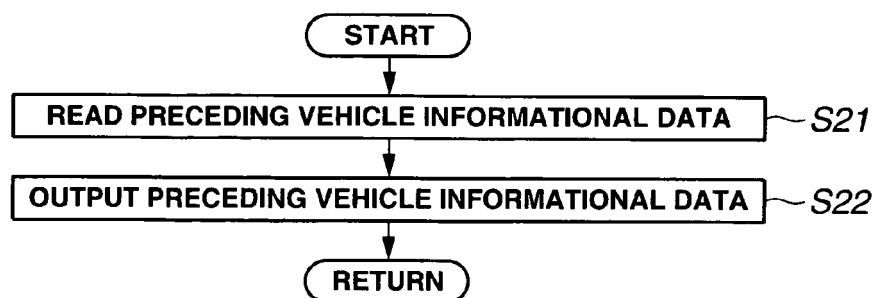 START
READ PRECEDING VEHICLE INFORMATIONAL DATA S21
OUTPUT PRECEDING VEHICLE INFORMATIONAL DATA S22
RETURN